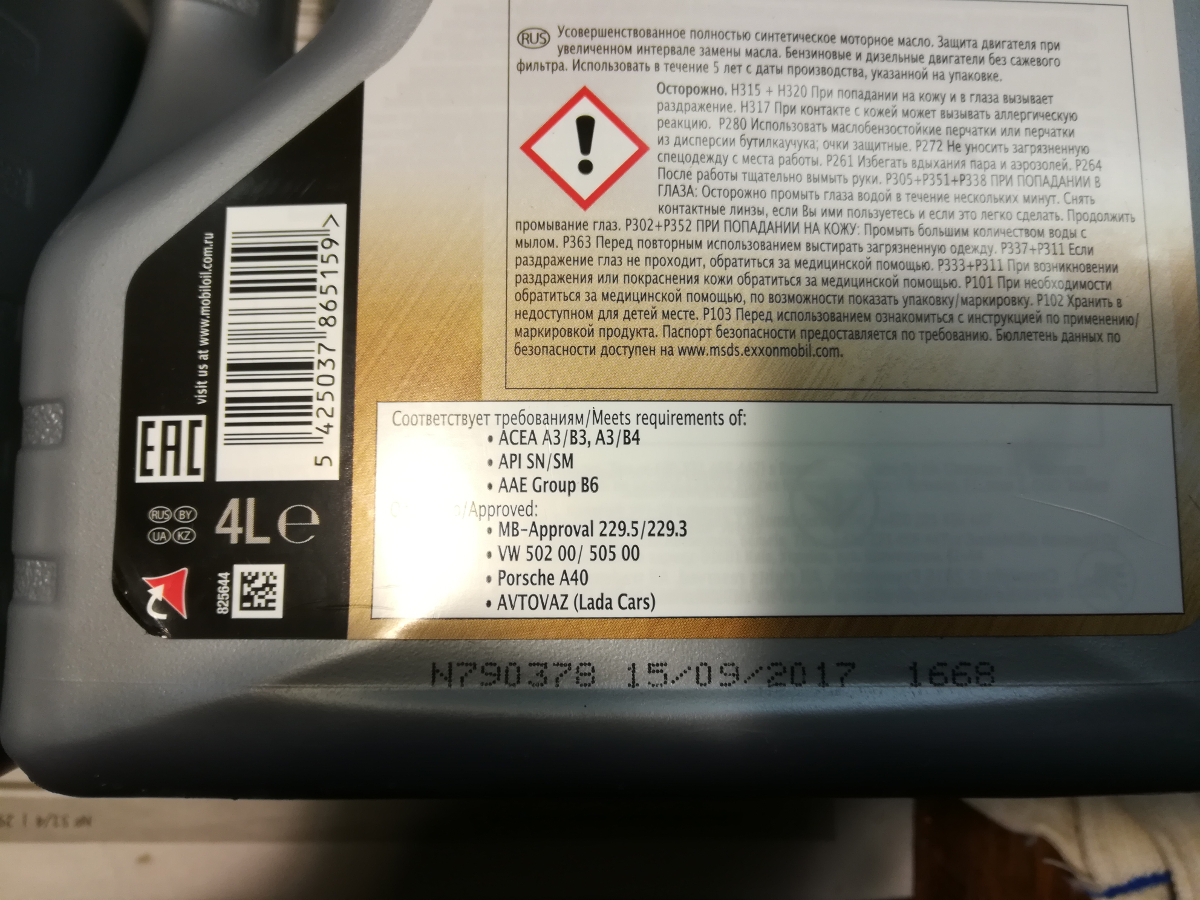 RUS Усовершенствованное полностью синтетическое моторное масло. Защита двигателя при
увеличенном интервале замены масла. Бензиновые и дизельные двигатели без сажевого
фильтра. Использовать в течение 5 лет с даты производства, указанной на упаковке.
Осторожно. H315 + H320 При попадании на кожу и в глаза вызывает
раздражение. H317 При контакте с кожей может вызывать аллергическую
реакцию. P280 Использовать маслобензостойкие перчатки или перчатки
из дисперсии бутилкаучука; очки защитные. P272 Не уносить загрязненную
спецодежду с места работы. P261 Избегать вдыхания пара и аэрозолей. P264
После работы тщательно вымыть руки. P305+P351+P338 ПРИ ПОПАДАНИИ В
ГЛАЗА: Осторожно промыть глаза водой в течение нескольких минут. Снять
контактные линзы, если Вы ими пользуетесь и если это легко сделать. Продолжить
промывание глаз. P302+P352 ПРИ ПОПАДАНИИ НА КОЖУ: Промыть большим количеством воды с
мылом. P363 Перед повторным использованием выстирать загрязненную одежду. P337+P311 Если
раздражение глаз не проходит, обратиться за медицинской помощью. P333+P311 При возникновении
раздражения или покраснения кожи обратиться за медицинской помощью. P101 При необходимости
обратиться за медицинской помощью, по возможности показать упаковку/маркировку. P102 Хранить в
недоступном для детей месте. P103 Перед использованием ознакомиться с инструкцией по применению/
маркировкой продукта. Паспорт безопасности предоставляется по требованию. Бюллетень данных по
безопасности доступен на www.msds.exxonmobil.com.
visit us at www.mobiloil.com.ru
5 425037 865159 >
EAC
RUS BY
UA KZ
4L e
825644
Соответствует требованиям/Meets requirements of:
• ACEA A3/B3, A3/B4
• API SN/SM
• AAE Group B6
/Approved:
• MB-Approval 229.5/229.3
• VW 502 00/ 505 00
• Porsche A40
• AVTOVAZ (Lada Cars)
N790378 15/09/2017 1668